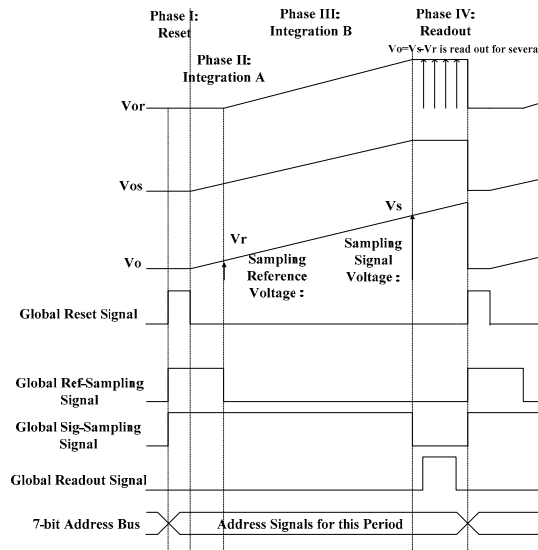 Phase I:
Reset
Phase II:
Integration A
Phase III:
Integration B
Phase IV:
Readout
Vo=Vs-Vr is read out for several
Vor
Vos
Vo
Vr
Vs
Sampling
Reference
Voltage:
Sampling
Signal
Voltage:
Global Reset Signal
Global Ref-Sampling
Signal
Global Sig-Sampling
Signal
Global Readout Signal
7-bit Address Bus
Address Signals for this Period